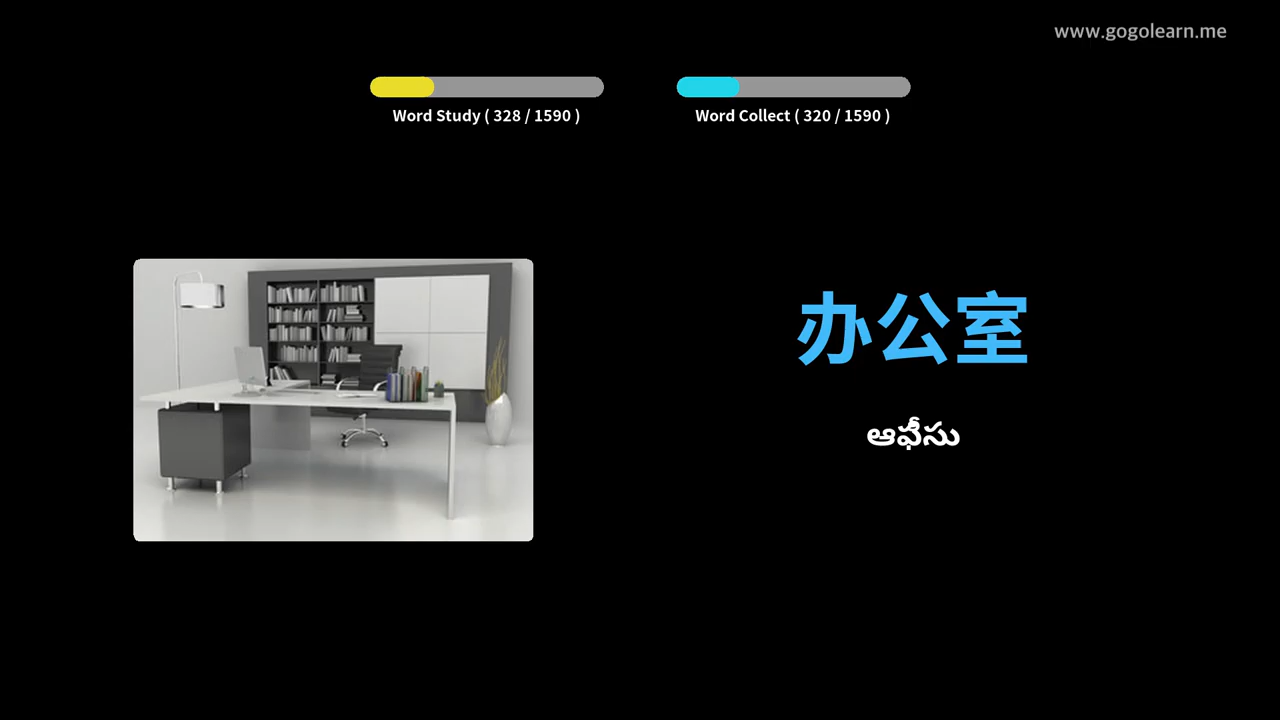 www.gogolearn.me
Word Study ( 328 / 1590 )
Word Collect ( 320 / 1590 )
办公室
ఆఫీసు